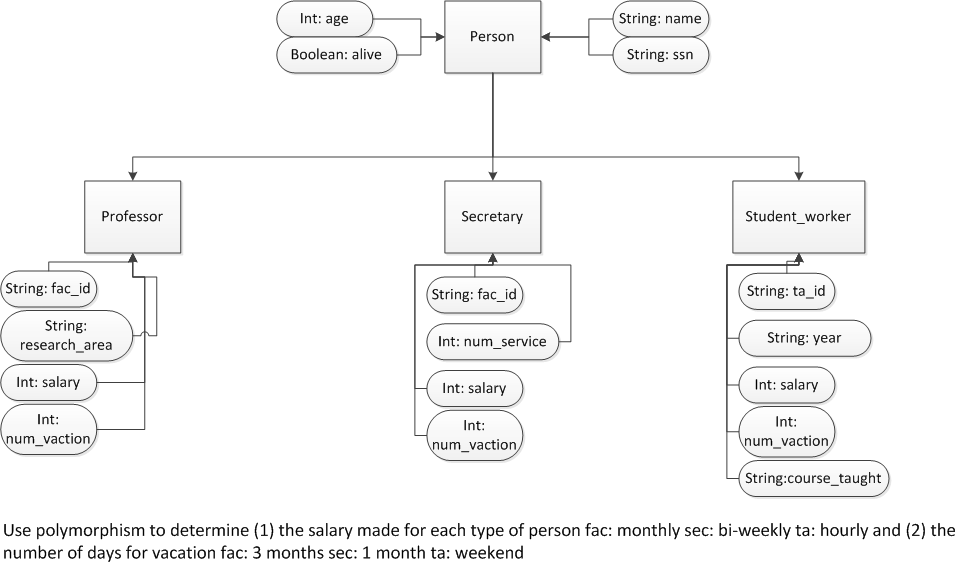 Int: age
Boolean: alive
Person
String: name
String: ssn
Professor
Secretary
Student_worker
String: fac_id
String:
research_area
Int: salary
Int:
num_vaction
String: fac_id
Int: num_service
Int: salary
Int:
num_vaction
String: ta_id
String: year
Int: salary
Int:
num_vaction
String:course_taught
Use polymorphism to determine (1) the salary made for each type of person fac: monthly sec: bi-weekly ta: hourly and (2) the
number of days for vacation fac: 3 months sec: 1 month ta: weekend